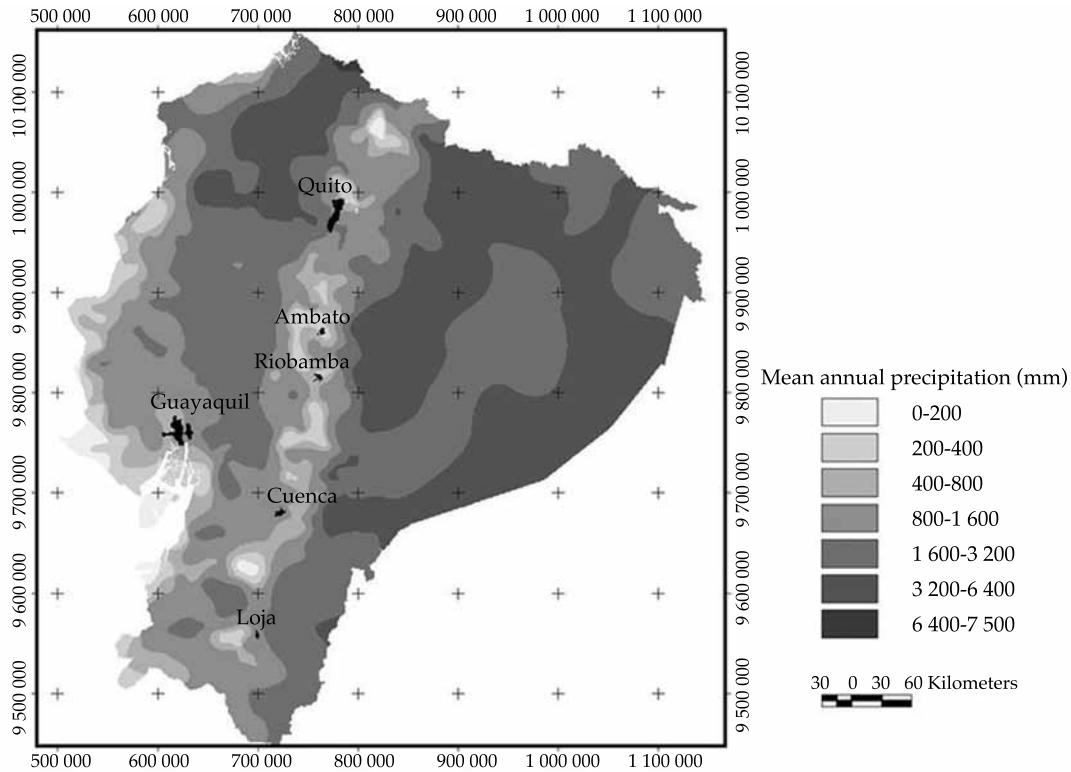 500 000 600 000 700 000 800 000 900 000 1 000 000 1 100 000
10 100 000
1 000 000
9 900 000
9 800 000
9 700 000
9 600 000
9 500 000
Quito
Ambato
Riobamba
Guayaquil
Cuenca
Loja
10 100 000
1 000 000
9 900 000
9 800 000
9 700 000
9 600 000
9 500 000
Mean annual precipitation (mm)
0-200
200-400
400-800
800-1 600
1 600-3 200
3 200-6 400
6 400-7 500
30 0 30 60 Kilometers
500 000 600 000 700 000 800 000 900 000 1 000 000 1 100 000